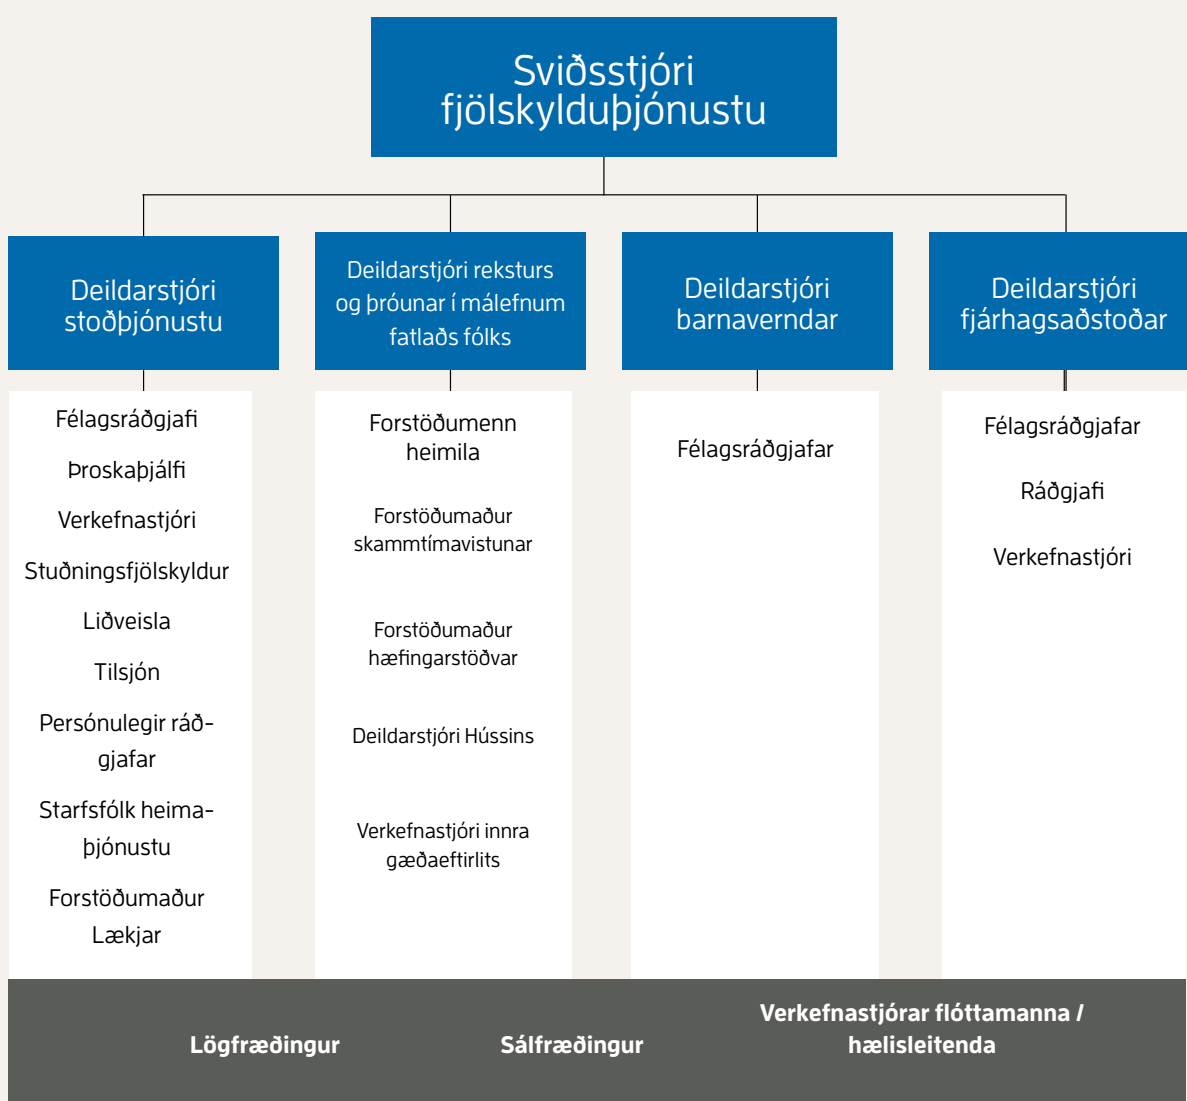 Sviðsstjóri
fjölskylduþjónustu
Deildarstjóri
stoðþjónustu
Deildarstjóri reksturs
og þróunar í málefnum
fatlaðs fólks
Deildarstjóri
barnaverndar
Deildarstjóri
fjárhagsaðstoðar
Félagsráðgjafi
Þroskaþjálfi
Verkefnastjóri
Stuðningsfjölskyldur
Liðveisla
Tilsjón
Persónulegir ráð-
gjafar
Starfsfólk heima-
þjónustu
Forstöðumaður
Lækjar
Forstöðumenn
heimila
Forstöðumaður
skammtímavistunar
Forstöðumaður
hæfingarstöðvar
Deildarstjóri Hússins
Verkefnastjóri innra
gæðaeftirlits
Félagsráðgjafar
Félagsráðgjafar
Ráðgjafi
Verkefnastjóri
Lögfræðingur
Sálfræðingur
Verkefnastjórar flóttamanna /
hælisleitenda